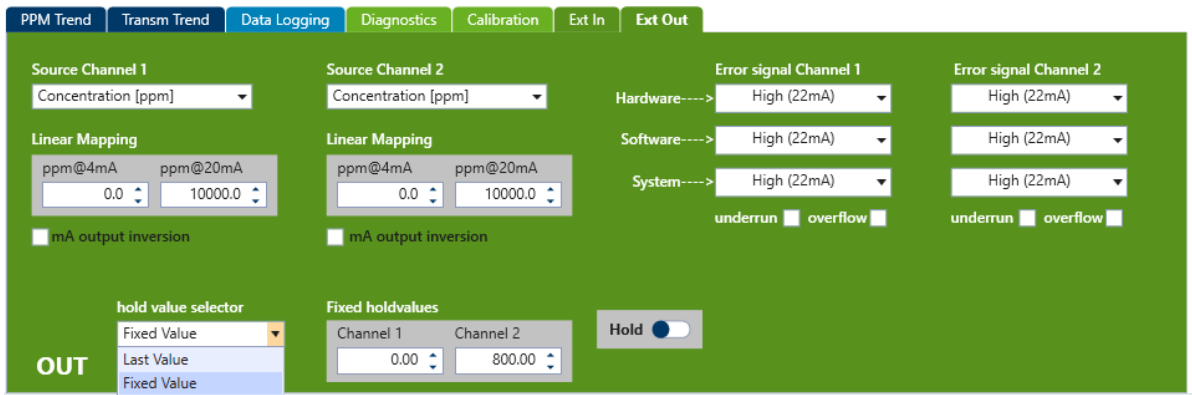 PPM Trend Transm Trend Data Logging Diagnostics Calibration Ext In Ext Out
Source Channel 1 Source Channel 2 Error signal Channel 1 Error signal Channel 2
Concentration [ppm] Concentration [ppm] Hardware----> High (22mA) High (22mA)
Linear Mapping Linear Mapping Software----> High (22mA) High (22mA)
ppm@4mA ppm@20mA ppm@4mA ppm@20mA System----> High (22mA) High (22mA)
0.0 10000.0 0.0 10000.0
underrun overflow underrun overflow
mA output inversion mA output inversion
hold value selector Fixed holdvalues
Fixed Value Channel 1 Channel 2 Hold
OUT Last Value 0.00 800.00
Fixed Value